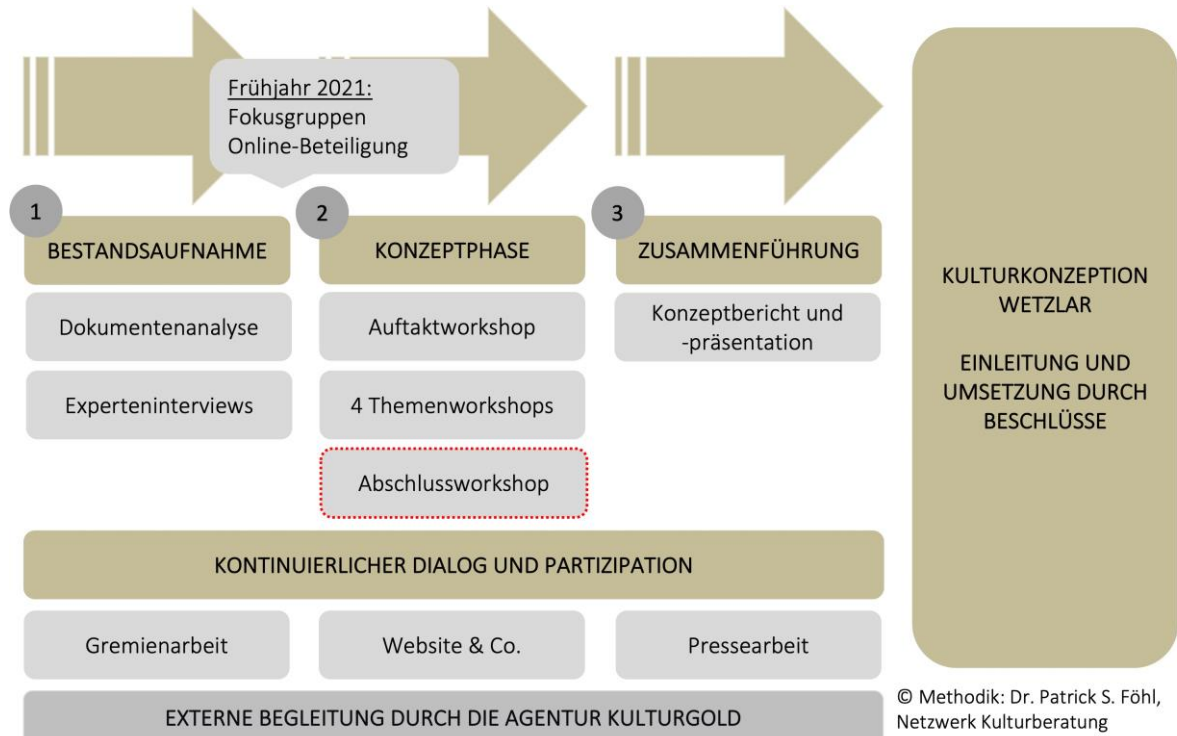 Frühjahr 2021:
Fokusgruppen
Online-Beteiligung
1
BESTANDSAUFNAHME
Dokumentenanalyse
Experteninterviews
2
KONZEPTPHASE
Auftaktworkshop
4 Themenworkshops
Abschlussworkshop
3
ZUSAMMENFÜHRUNG
Konzeptbericht und
-präsentation
KONTINUIERLICHER DIALOG UND PARTIZIPATION
Gremienarbeit
Website & Co.
Pressearbeit
EXTERNE BEGLEITUNG DURCH DIE AGENTUR KULTURGOLD
KULTURKONZEPTION
WETZLAR
EINLEITUNG UND
UMSETZUNG DURCH
BESCHLÜSSE
© Methodik: Dr. Patrick S. Föhl,
Netzwerk Kulturberatung